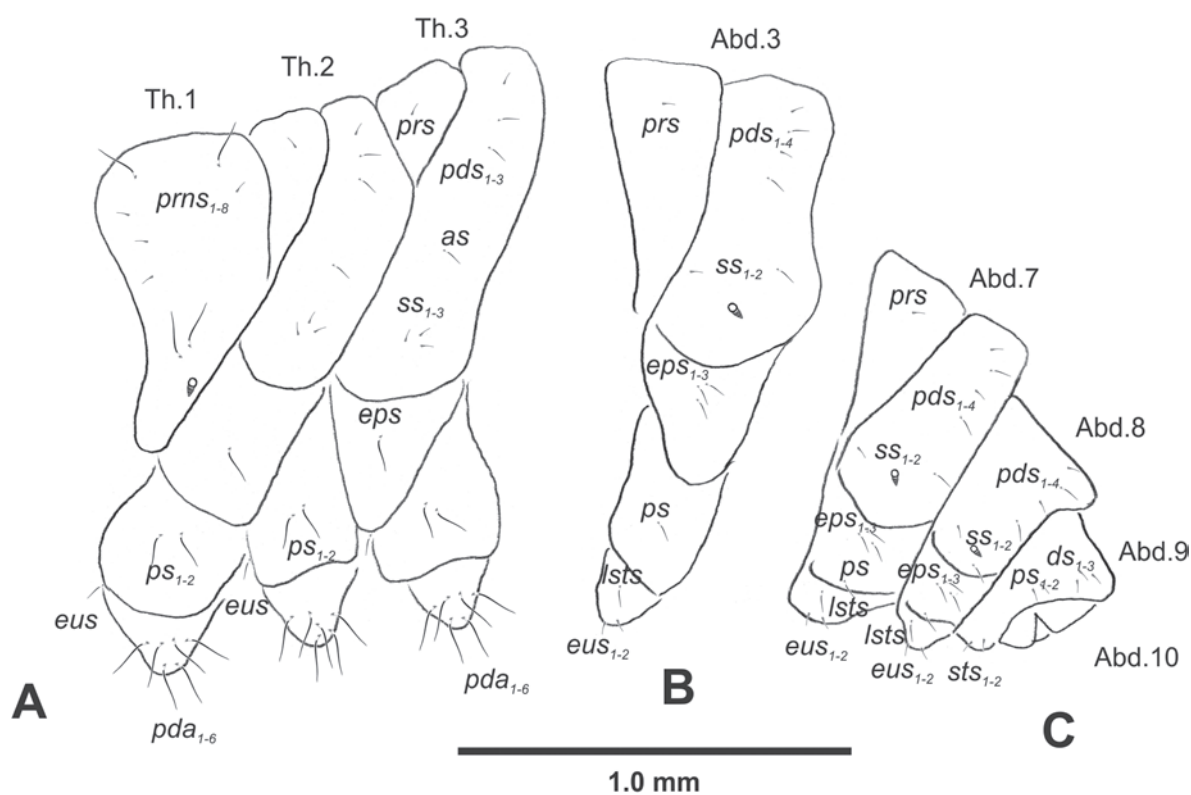 Th.1
Th.2
Th.3
prns1-8
prs
pds1-3
as
ss1-3
eps
ps1-2
ps1-2
eus
eus
pda1-6
pda1-6
A
Abd.3
prs
pds1-4
ss1-2
eps1-3
ps
lsts
eus1-2
B
Abd.7
prs
pds1-4
ss1-2
eps1-3
ps
lsts
eus1-2
Abd.8
pds1-4
ss1-2
eps1-3
lsts
eus1-2
Abd.9
ds1-3
ps1-2
sts1-2
Abd.10
C
1.0 mm